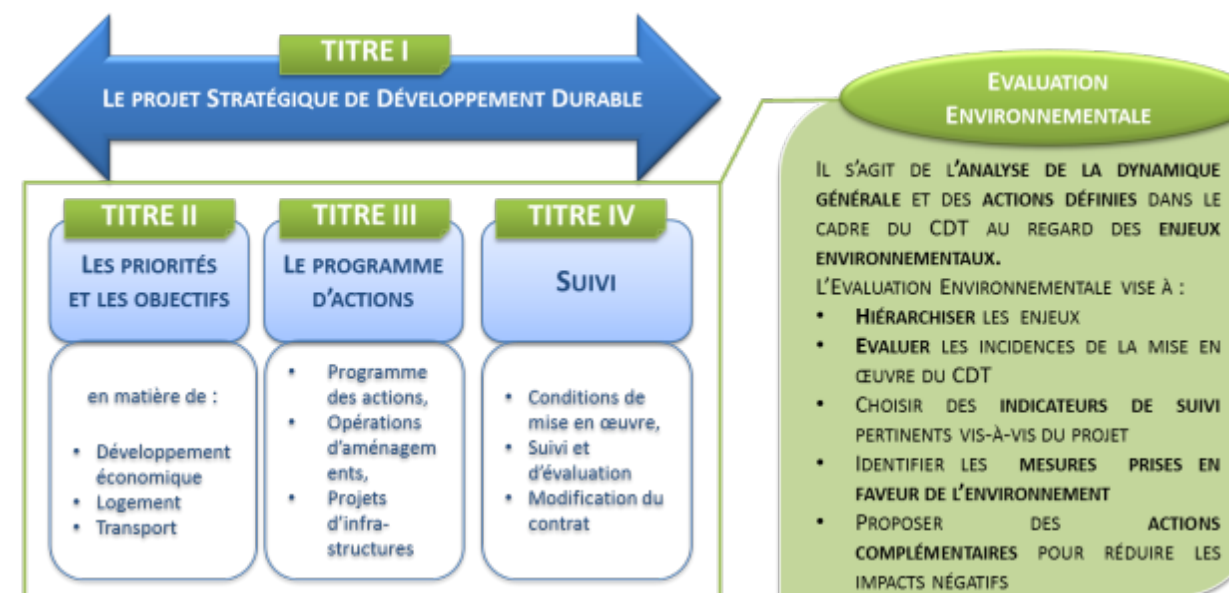 TITRE I
LE PROJET STRATÉGIQUE DE DÉVELOPPEMENT DURABLE
TITRE II
LES PRIORITÉS
ET LES OBJECTIFS
en matière de :
• Développement
économique
• Logement
• Transport
TITRE III
LE PROGRAMME
D'ACTIONS
• Programme
des actions,
• Opérations
d'aménagem
ents,
• Projets
d'infra-
structures
TITRE IV
SUIVI
• Conditions de
mise en œuvre,
• Suivi et
d'évaluation
• Modification du
contrat
EVALUATION
ENVIRONNEMENTALE
IL S'AGIT DE L'ANALYSE DE LA DYNAMIQUE
GÉNÉRALE ET DES ACTIONS DÉFINIES DANS LE
CADRE DU CDT AU REGARD DES ENJEUX
ENVIRONNEMENTAUX.
L'EVALUATION ENVIRONNEMENTALE VISE À :
• HIÉRARCHISER LES ENJEUX
• EVALUER LES INCIDENCES DE LA MISE EN
ŒUVRE DU CDT
• CHOISIR DES INDICATEURS DE SUIVI
PERTINENTS VIS-À-VIS DU PROJET
• IDENTIFIER LES MESURES PRISES EN
FAVEUR DE L'ENVIRONNEMENT
• PROPOSER DES ACTIONS
COMPLÉMENTAIRES POUR RÉDUIRE LES
IMPACTS NÉGATIFS